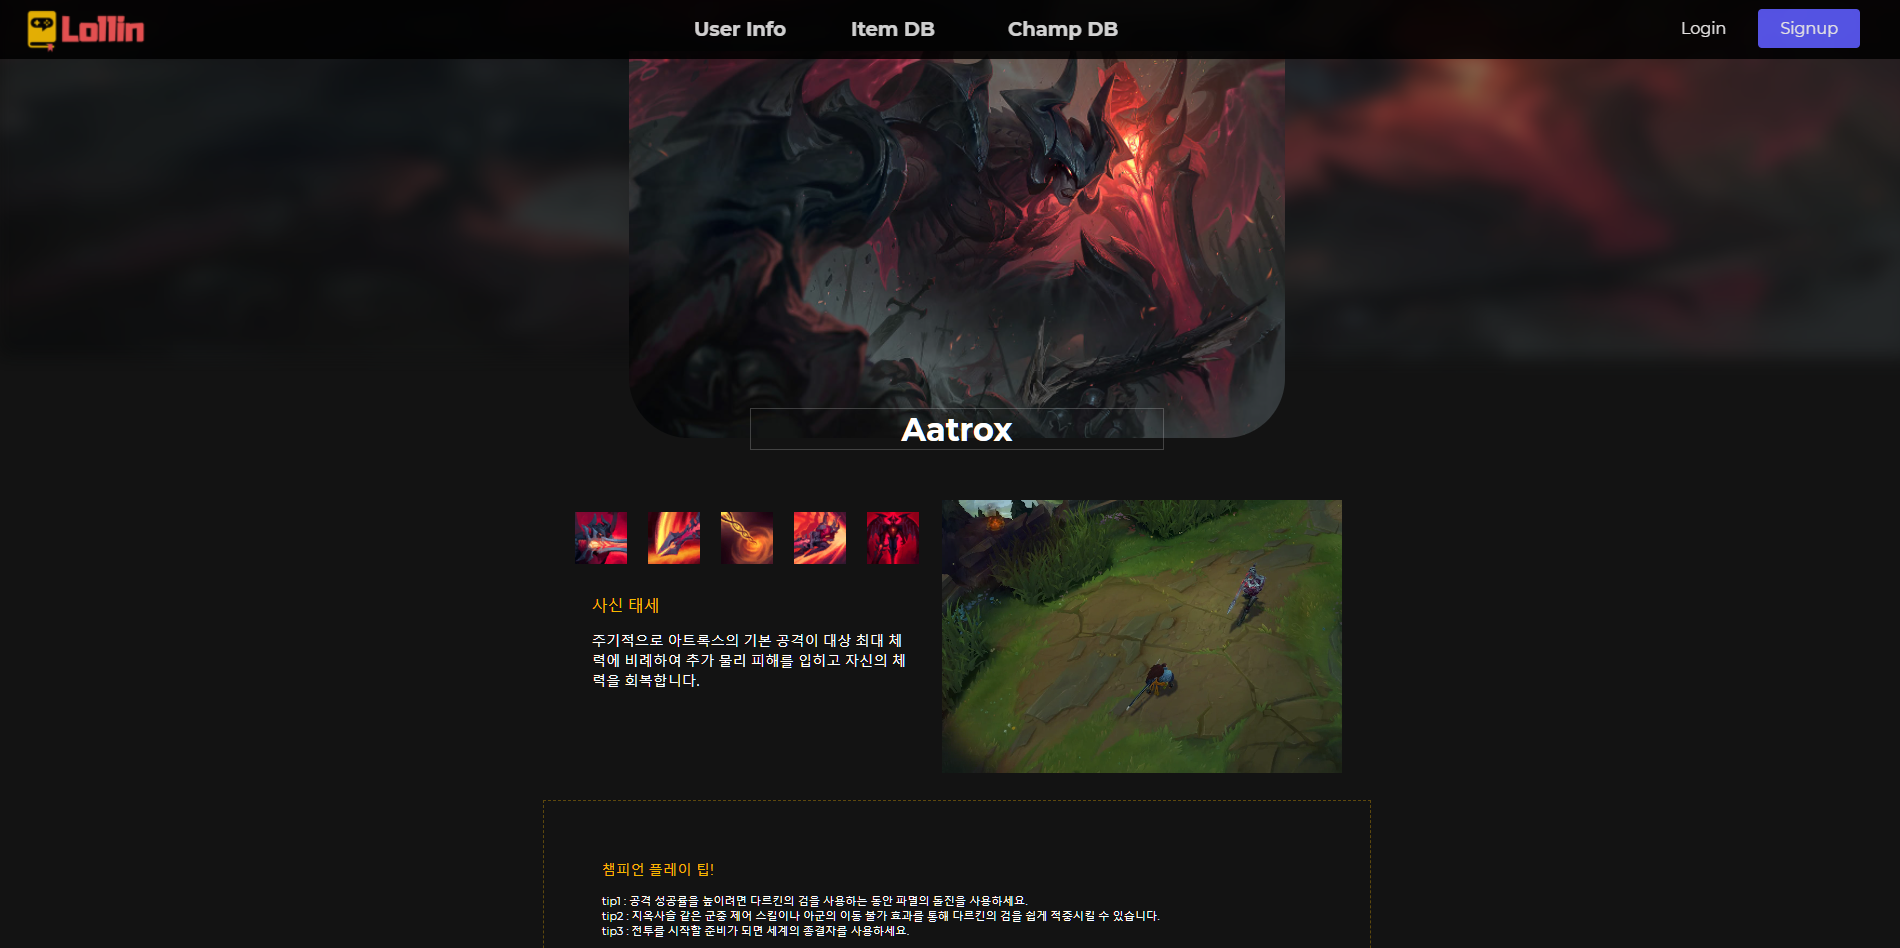 Lollin
User Info
Item DB
Champ DB
Login
Signup
Aatrox
사신 태세
주기적으로 아트록스의 기본 공격이 대상 최대 체
력에 비례하여 추가 물리 피해를 입히고 자신의 체
력을 회복합니다.
챔피언 플레이 팁!
tip1 : 공격 성공률을 높이려면 다르킨의 검을 사용하는 동안 파멸의 돌진을 사용하세요.
tip2 : 지옥사슬 같은 군중 제어 스킬이나 아군의 이동 불가 효과를 통해 다르킨의 검을 쉽게 적중시킬 수 있습니다.
tip3 : 전투를 시작할 준비가 되면 세계의 종결자를 사용하세요.